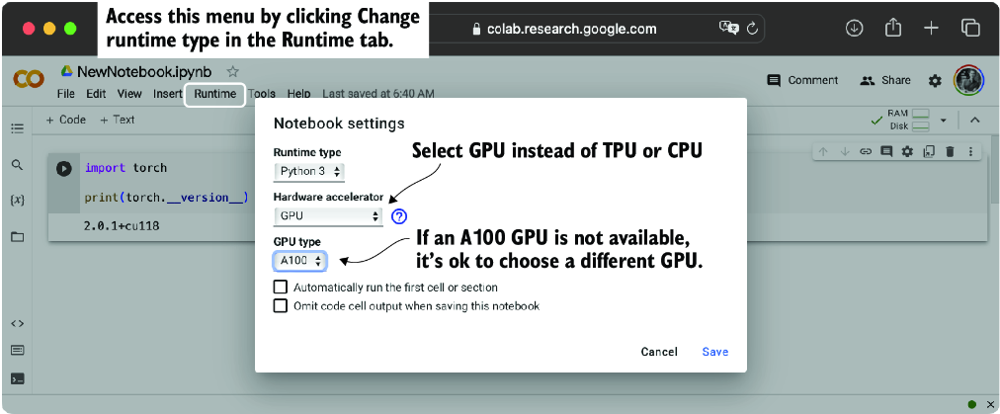 Access this menu by clicking Change
runtime type in the Runtime tab.
colab.research.google.com
NewNotebook.ipynb
Comment
Share
File Edit View Insert Runtime Tools Help Last saved at 6:40 AM
+ Code + Text
RAM
Disk
Notebook settings
Runtime type
Python 3
Select GPU instead of TPU or CPU
Hardware accelerator
GPU
?
GPU type
A100
If an A100 GPU is not available,
it's ok to choose a different GPU.
Automatically run the first cell or section
Omit code cell output when saving this notebook
Cancel Save
import torch
print(torch.__version__)
2.0.1+cu118
{x}